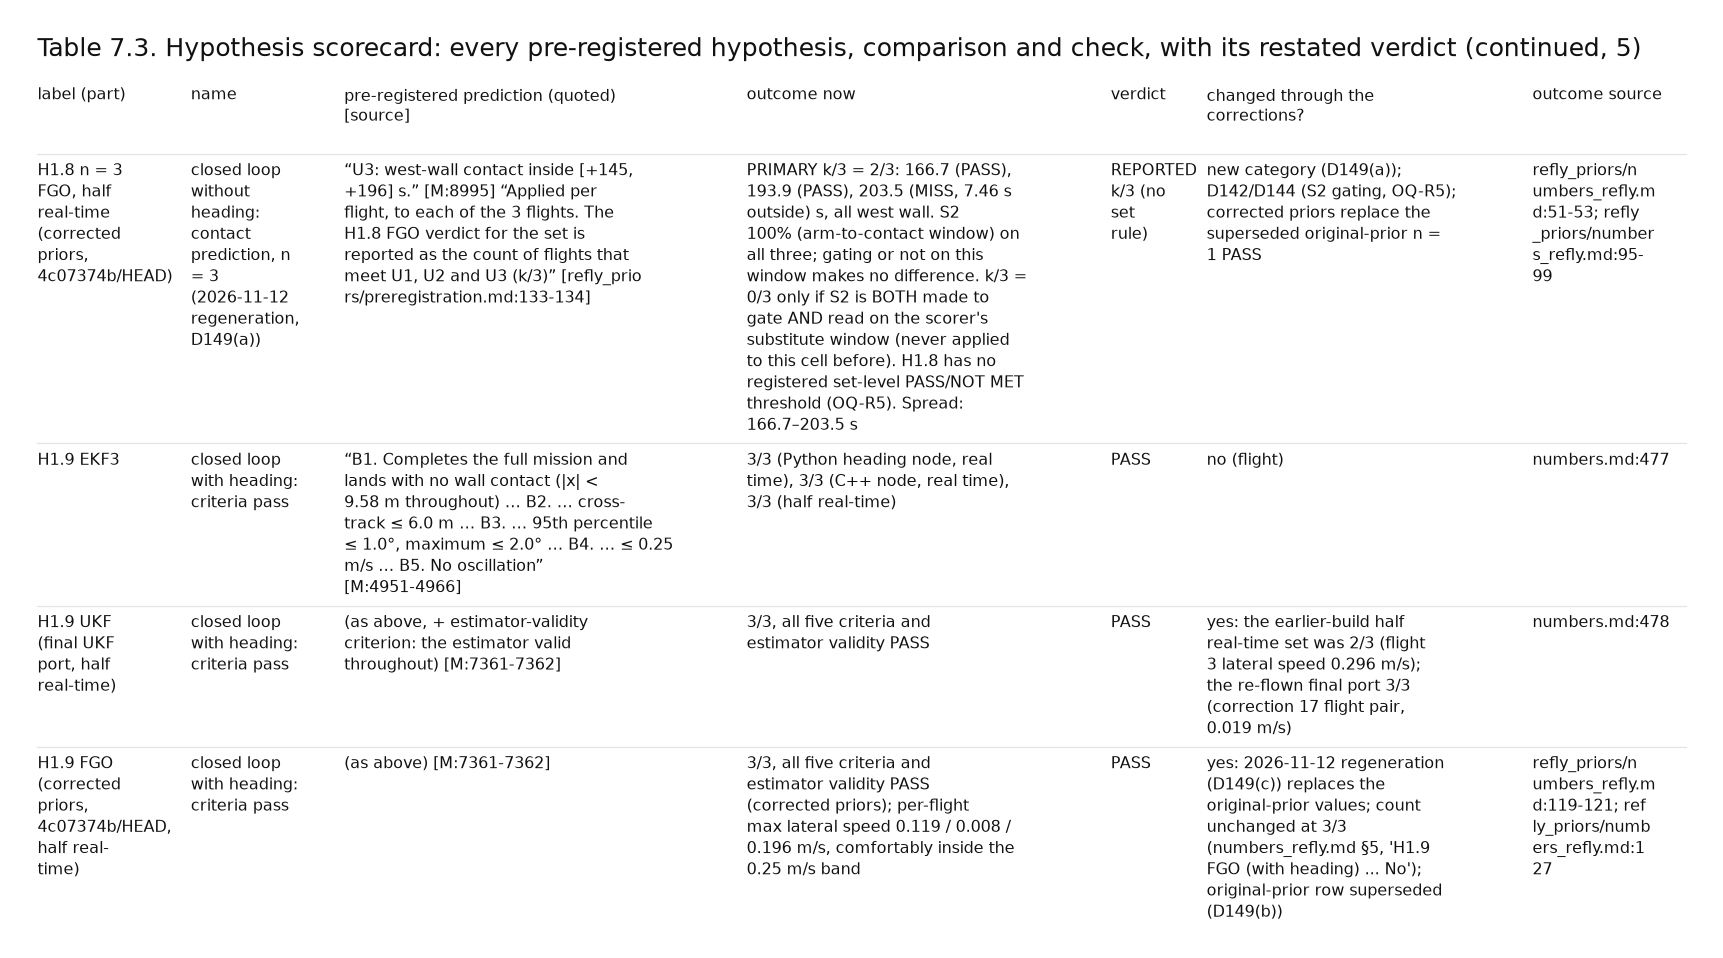 Table 7.3. Hypothesis scorecard: every pre-registered hypothesis, comparison and check, with its restated verdict (continued, 5)
label (part)
name
pre-registered prediction (quoted)
[source]
outcome now
verdict
changed through the
corrections?
outcome source
H1.8 n = 3
FGO, half
real-time
(corrected
priors,
4c07374b/HEAD)
closed loop
without
heading:
contact
prediction, n
= 3
(2026-11-12
regeneration,
D149(a))
“U3: west-wall contact inside [+145,
+196] s.” [M:8995] “Applied per
flight, to each of the 3 flights. The
H1.8 FGO verdict for the set is
reported as the count of flights that
meet U1, U2 and U3 (k/3)” [refly_prio
rs/preregistration.md:133-134]
PRIMARY k/3 = 2/3: 166.7 (PASS),
193.9 (PASS), 203.5 (MISS, 7.46 s
outside) s, all west wall. S2
100% (arm-to-contact window) on
all three; gating or not on this
window makes no difference. k/3 =
0/3 only if S2 is BOTH made to
gate AND read on the scorer's
substitute window (never applied
to this cell before). H1.8 has no
registered set-level PASS/NOT MET
threshold (OQ-R5). Spread:
166.7–203.5 s
REPORTED
k/3 (no
set
rule)
new category (D149(a));
D142/D144 (S2 gating, OQ-R5);
corrected priors replace the
superseded original-prior n =
1 PASS
refly_priors/n
umbers_refly.m
d:51-53; refly
_priors/number
s_refly.md:95-
99
H1.9 EKF3
closed loop
with heading:
criteria pass
“B1. Completes the full mission and
lands with no wall contact (|x| <
9.58 m throughout) … B2. … cross-
track ≤ 6.0 m … B3. … 95th percentile
≤ 1.0°, maximum ≤ 2.0° … B4. … ≤ 0.25
m/s … B5. No oscillation”
[M:4951-4966]
3/3 (Python heading node, real
time), 3/3 (C++ node, real time),
3/3 (half real-time)
PASS
no (flight)
numbers.md:477
H1.9 UKF
(final UKF
port, half
real-time)
closed loop
with heading:
criteria pass
(as above, + estimator-validity
criterion: the estimator valid
throughout) [M:7361-7362]
3/3, all five criteria and
estimator validity PASS
PASS
yes: the earlier-build half
real-time set was 2/3 (flight
3 lateral speed 0.296 m/s);
the re-flown final port 3/3
(correction 17 flight pair,
0.019 m/s)
numbers.md:478
H1.9 FGO
(corrected
priors,
4c07374b/HEAD,
half real-
time)
closed loop
with heading:
criteria pass
(as above) [M:7361-7362]
3/3, all five criteria and
estimator validity PASS
(corrected priors); per-flight
max lateral speed 0.119 / 0.008 /
0.196 m/s, comfortably inside the
0.25 m/s band
PASS
yes: 2026-11-12 regeneration
(D149(c)) replaces the
original-prior values; count
unchanged at 3/3
(numbers_refly.md §5, 'H1.9
FGO (with heading) ... No');
original-prior row superseded
(D149(b))
refly_priors/n
umbers_refly.m
d:119-121; ref
ly_priors/numb
ers_refly.md:1
27